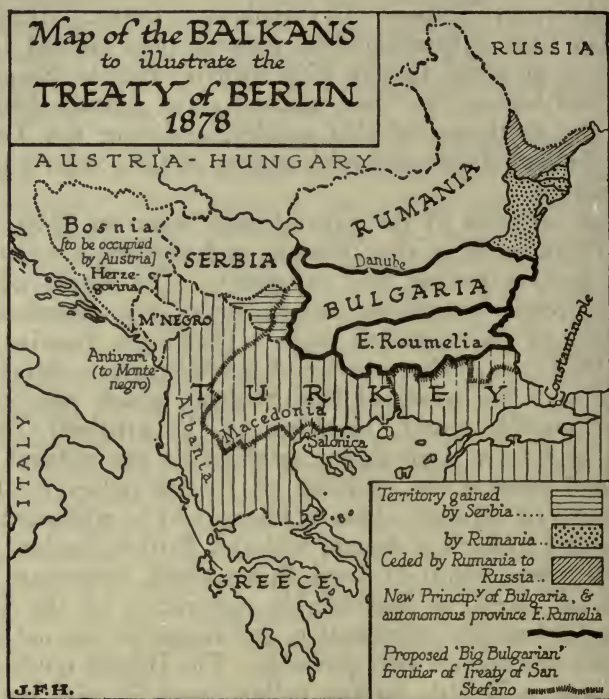 Map of the BALKANS
to illustrate the
TREATY of BERLIN
1878
RUSSIA
AUSTRIA-HUNGARY
RUMANIA
Bosnia
[to be occupied
by Austria]
Herze-
govina
SERBIA
Danube
BULGARIA
M'NEGRO
E. Roumelia
Antivari
(to Monte-
negro)
Constantinople
TURKEY
Albania
Macedonia
Salonica
ITALY
GREECE
Territory gained
by Serbia.....
by Rumania..
Ceded by Rumania to
Russia..
New Principy. of Bulgaria, &
autonomous province E. Rumelia
Proposed 'Big Bulgarian'
frontier of Treaty of San
Stefano
J.F.H.